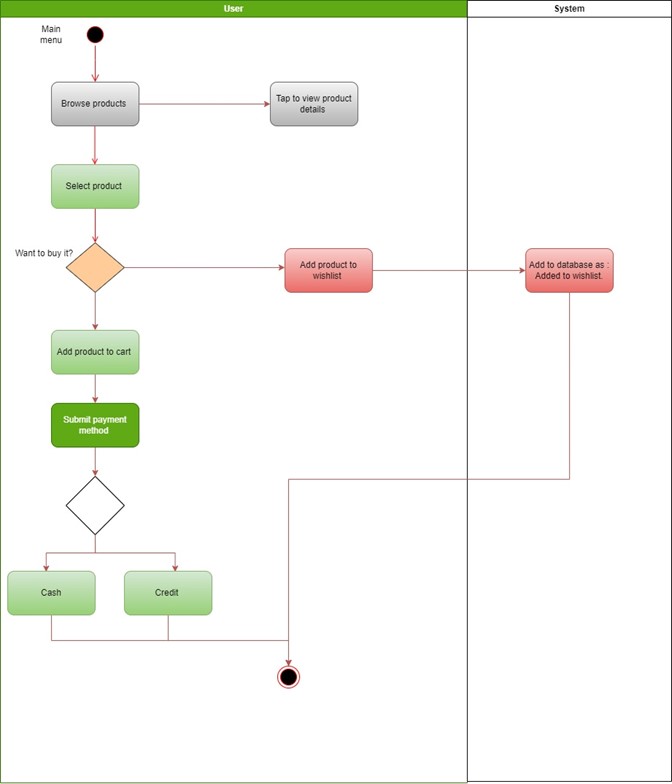 User
System
Main
menu
Browse products
Tap to view product
details
Select product
Want to buy it?
Add product to
wishlist
Add to database as :
Added to wishlist.
Add product to cart
Submit payment
method
Cash
Credit